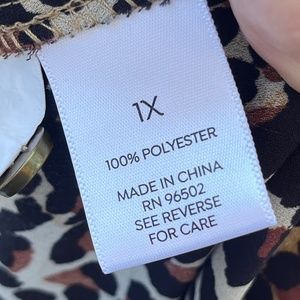 1X
100% POLYESTER
MADE IN CHINA
RN 96502
SEE REVERSE
FOR CARE